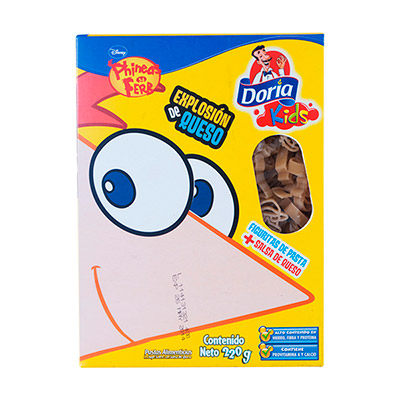 Disney
Phineas
y
FERB
EXPLOSIÓN
DE QUESO
Doria
Kids
FIGURITAS DE PASTA
+ SALSA DE QUESO
Contenido
Neto 220 g
Pastas Alimenticias
ALTO CONTENIDO EN
HIERRO, FIBRA Y PROTEINA
CONTIENE
PROVITAMINA A Y CALCIO